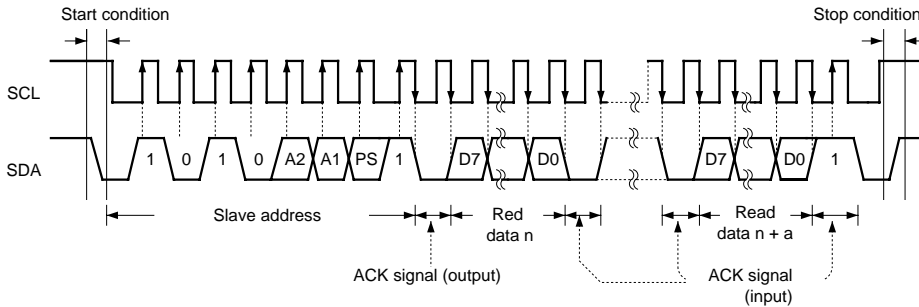 Start condition
Stop condition
SCL
SDA
1 0 1 0 A2 A1 PS 1 D7 D0 D7 D0 1
Slave address
Red
data n
Read
data n + a
ACK signal (output)
ACK signal
(input)